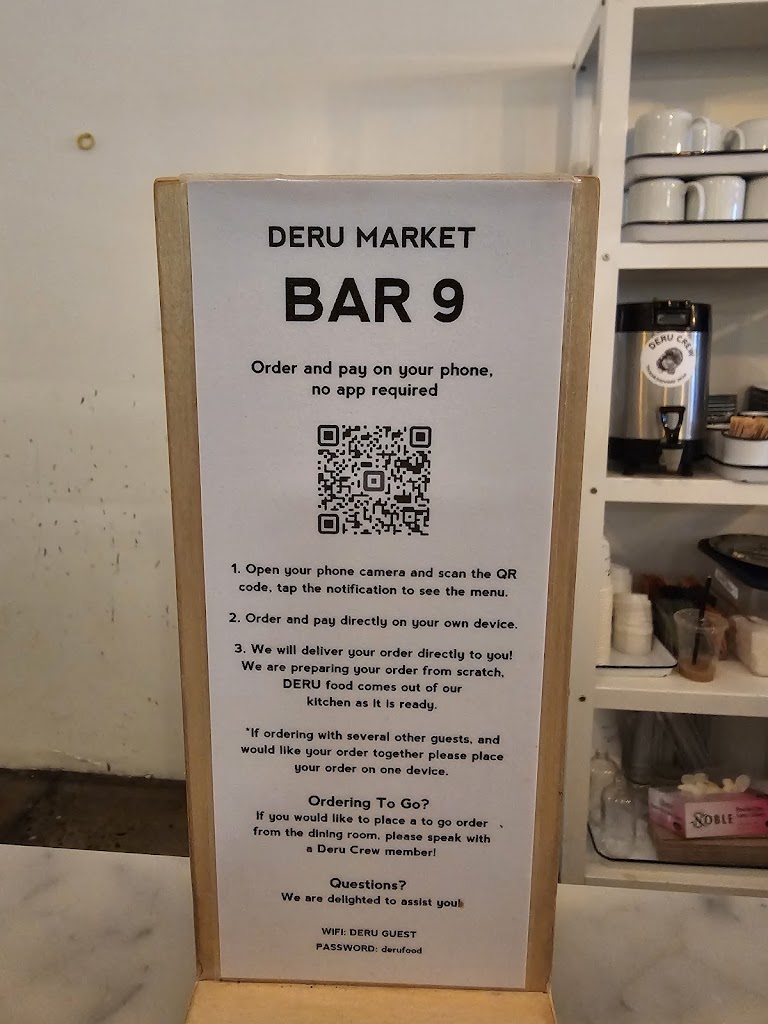 DERU MARKET
BAR 9
Order and pay on your phone,
no app required
1. Open your phone camera and scan the QR
code, tap the notification to see the menu.
2. Order and pay directly on your own device.
3. We will deliver your order directly to you!
We are preparing your order from scratch,
DERU food comes out of our
kitchen as it is ready.
*If ordering with several other guests, and
would like your order together please place
your order on one device.
Ordering To Go?
If you would like to place a to go order
from the dining room, please speak with
a Deru Crew member!
Questions?
We are delighted to assist you!
WIFI: DERU GUEST
PASSWORD: derufood
DERU CREW
NOBLE